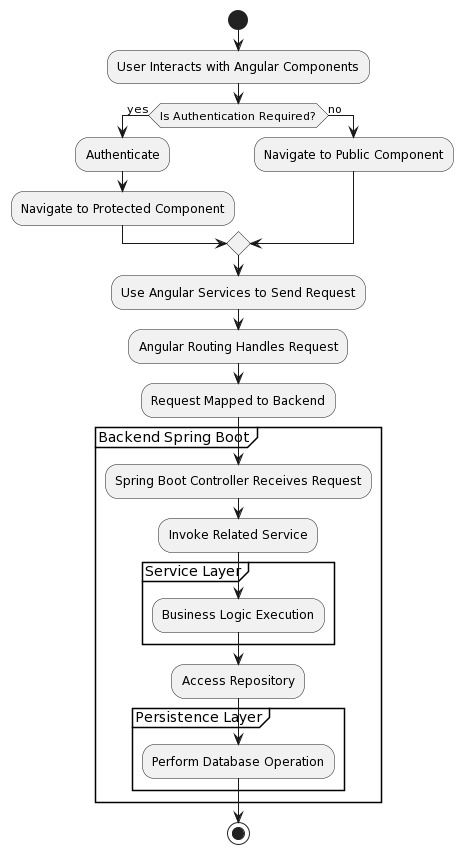 User Interacts with Angular Components
yes
Is Authentication Required?
no
Authenticate
Navigate to Public Component
Navigate to Protected Component
Use Angular Services to Send Request
Angular Routing Handles Request
Request Mapped to Backend
Backend Spring Boot
Spring Boot Controller Receives Request
Invoke Related Service
Service Layer
Business Logic Execution
Access Repository
Persistence Layer
Perform Database Operation